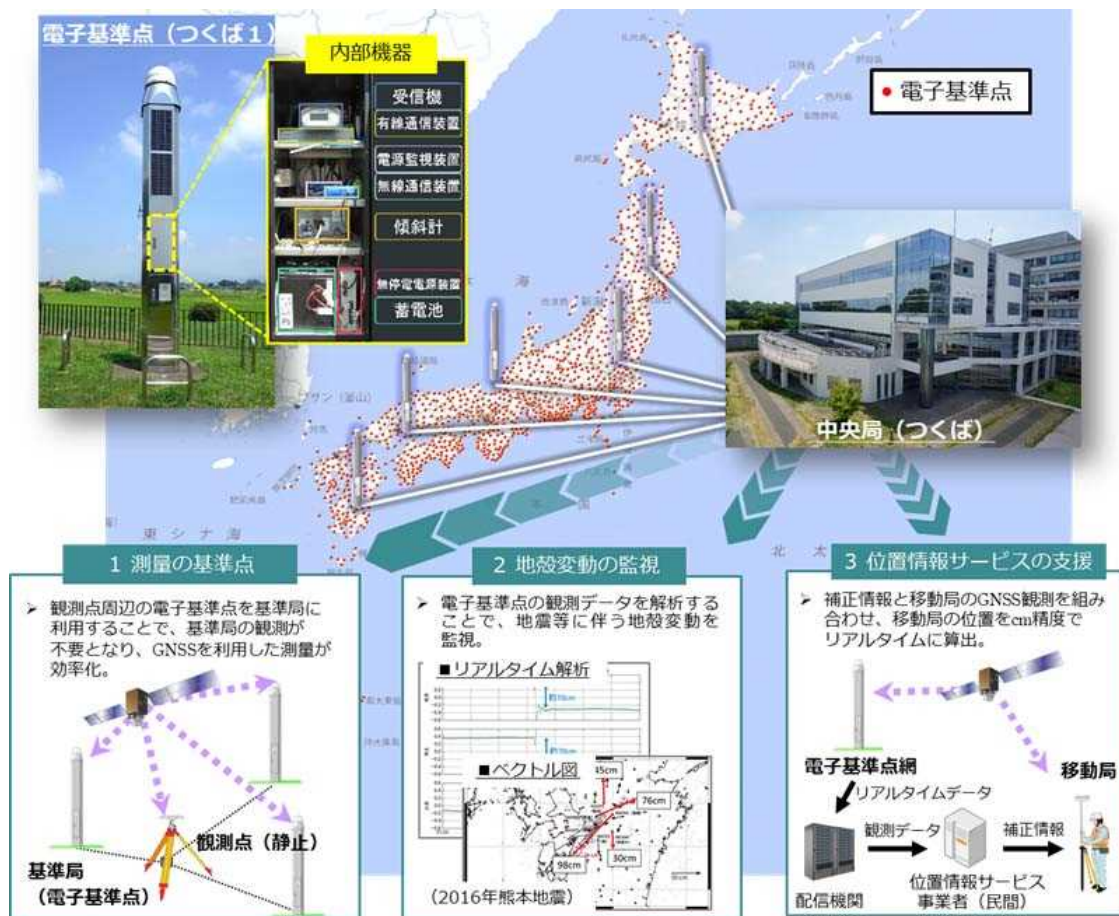 電子基準点（つくば１）
内部機器
受信機
有線通信装置
電源監視装置
無線通信装置
傾斜計
無停電電源装置
蓄電池
• 電子基準点
海
プサン（釜山）
東シナ海
北 太
中央局（つくば）
1 測量の基準点
➢ 観測点周辺の電子基準点を基準局に
利用することで、基準局の観測が
不要となり、GNSSを利用した測量が
効率化。
基準局
（電子基準点）
観測点（静止）
2 地殻変動の監視
➢ 電子基準点の観測データを解析する
ことで、地震等に伴う地殻変動を
監視。
■リアルタイム解析
■ベクトル図
45cm
76cm
98cm
30cm
（2016年熊本地震）
3 位置情報サービスの支援
➢ 補正情報と移動局のGNSS観測を組み
合わせ、移動局の位置をcm精度で
リアルタイムに算出。
電子基準点網
移動局
リアルタイムデータ
観測データ
補正情報
配信機関
位置情報サービス
事業者（民間）